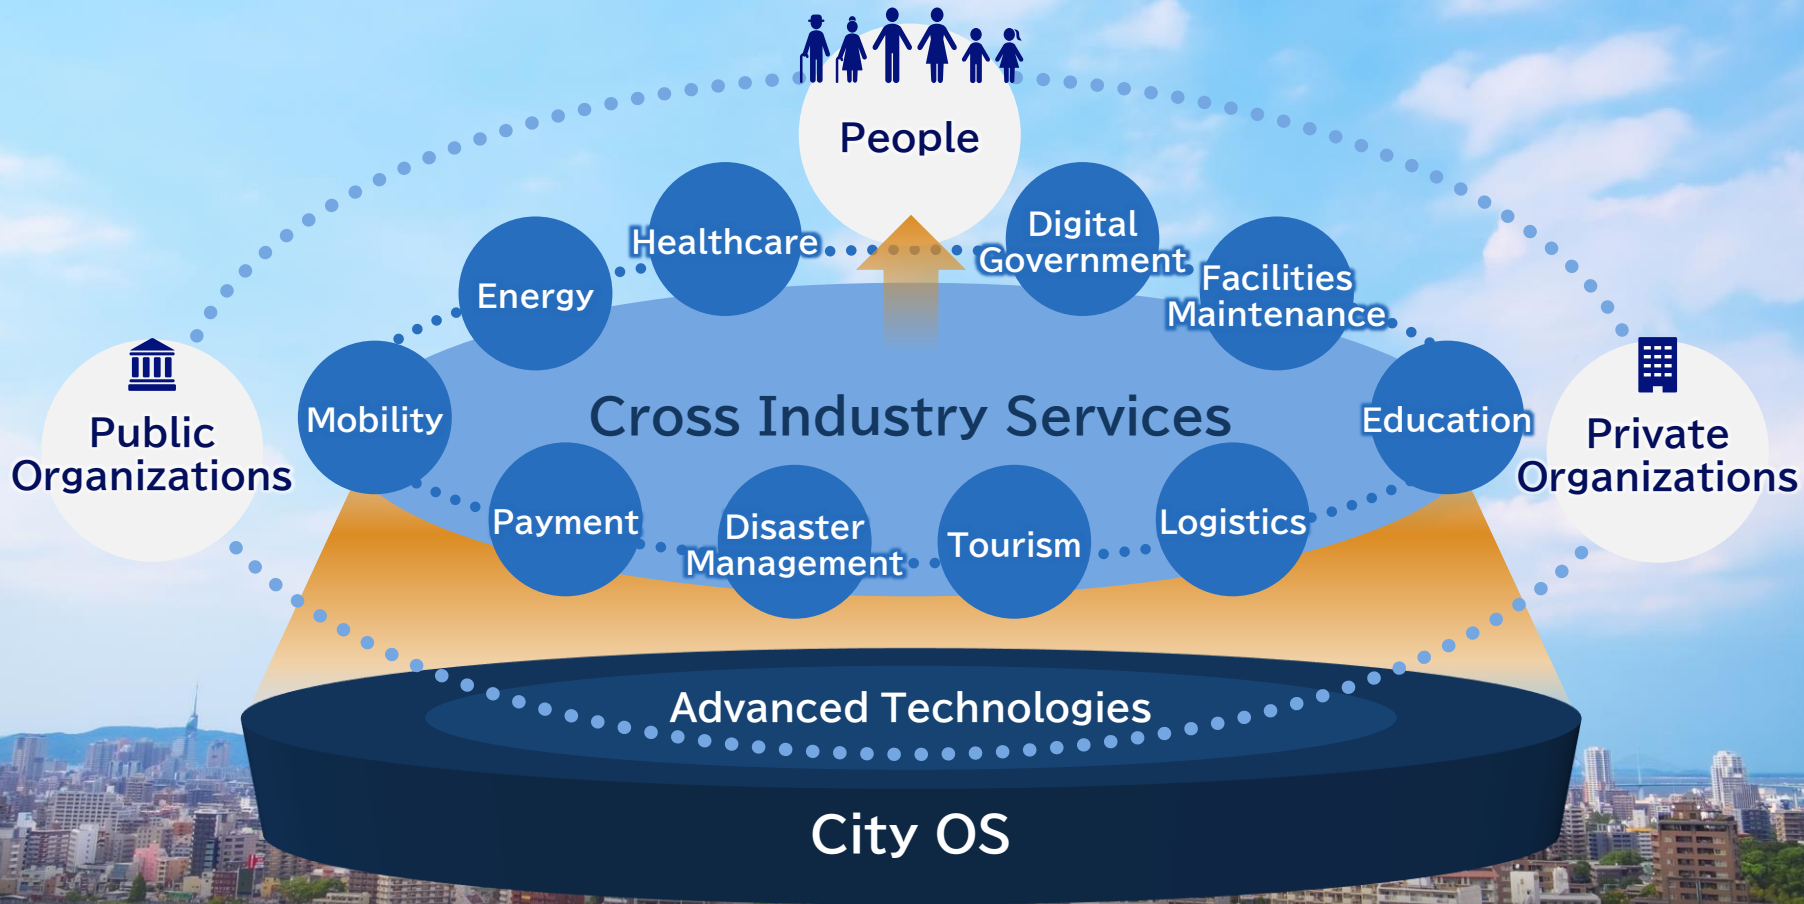 People
Healthcare
Digital
Government
Energy
Facilities
Maintenance
Public
Organizations
Mobility
Cross Industry Services
Education
Private
Organizations
Payment
Disaster
Management
Tourism
Logistics
Advanced Technologies
City OS